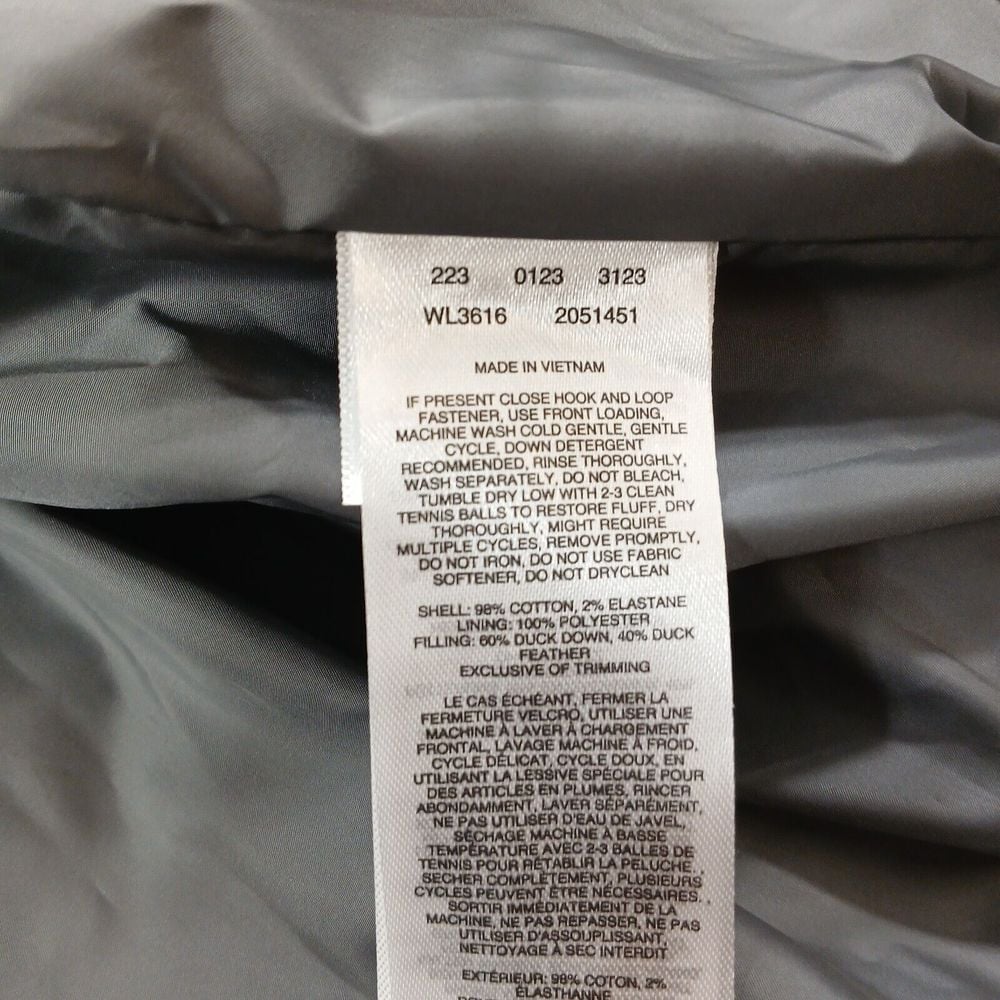 223 0123 3123
WL3616 2051451
MADE IN VIETNAM
IF PRESENT CLOSE HOOK AND LOOP
FASTENER, USE FRONT LOADING,
MACHINE WASH COLD GENTLE, GENTLE
CYCLE, DOWN DETERGENT
RECOMMENDED, RINSE THOROUGHLY,
WASH SEPARATELY, DO NOT BLEACH,
TUMBLE DRY LOW WITH 2-3 CLEAN
TENNIS BALLS TO RESTORE FLUFF, DRY
THOROUGHLY, MIGHT REQUIRE
MULTIPLE CYCLES, REMOVE PROMPTLY,
DO NOT IRON, DO NOT USE FABRIC
SOFTENER, DO NOT DRYCLEAN
SHELL: 98% COTTON, 2% ELASTANE
LINING: 100% POLYESTER
FILLING: 60% DUCK DOWN, 40% DUCK
FEATHER
EXCLUSIVE OF TRIMMING
LE CAS ÉCHÉANT, FERMER LA
FERMETURE VELCRO, UTILISER UNE
MACHINE À LAVER À CHARGEMENT
FRONTAL, LAVAGE MACHINE À FROID,
CYCLE DÉLICAT, CYCLE DOUX, EN
UTILISANT LA LESSIVE SPÉCIALE POUR
DES ARTICLES EN PLUMES, RINCER
ABONDAMMENT, LAVER SÉPARÉMENT,
NE PAS UTILISER D'EAU DE JAVEL,
SÉCHAGE MACHINE À BASSE
TEMPÉRATURE AVEC 2-3 BALLES DE
TENNIS POUR RÉTABLIR LA PELUCHE,
SECHER COMPLÈTEMENT, PLUSIEURS
CYCLES PEUVENT ÊTRE NÉCESSAIRES,
SORTIR IMMÉDIATEMENT DE LA
MACHINE, NE PAS REPASSER, NE PAS
UTILISER D'ASSOUPLISSANT,
NETTOYAGE À SEC INTERDIT
EXTÉRIEUR: 98% COTON, 2%
ÉLASTHANNE